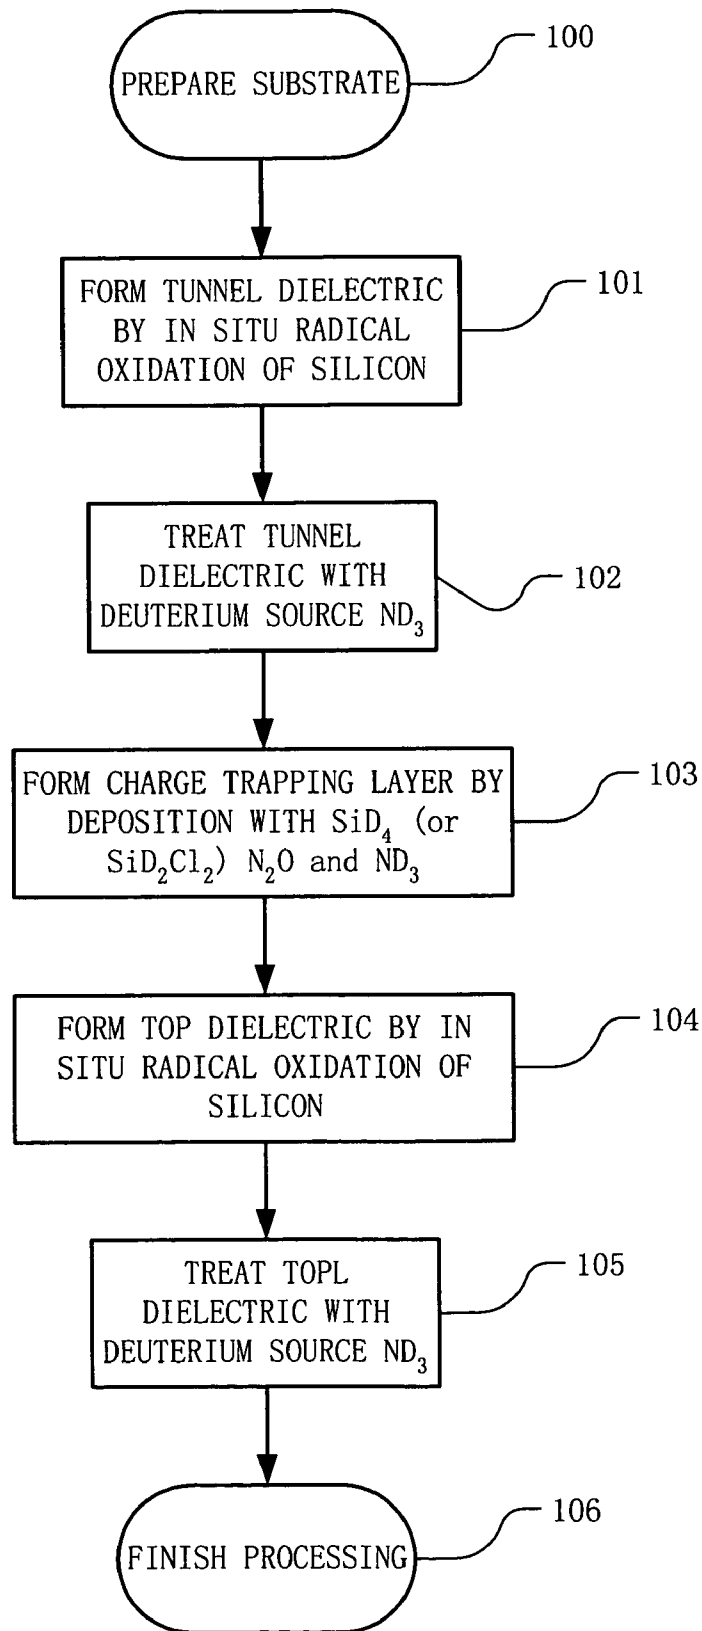 PREPARE SUBSTRATE
100
FORM TUNNEL DIELECTRIC
BY IN SITU RADICAL
OXIDATION OF SILICON
101
TREAT TUNNEL
DIELECTRIC WITH
DEUTERIUM SOURCE ND₃
102
FORM CHARGE TRAPPING LAYER BY
DEPOSITION WITH SiD₄ (or
SiD₂Cl₂) N₂O and ND₃
103
FORM TOP DIELECTRIC BY IN
SITU RADICAL OXIDATION OF
SILICON
104
TREAT TOPL
DIELECTRIC WITH
DEUTERIUM SOURCE ND₃
105
FINISH PROCESSING
106